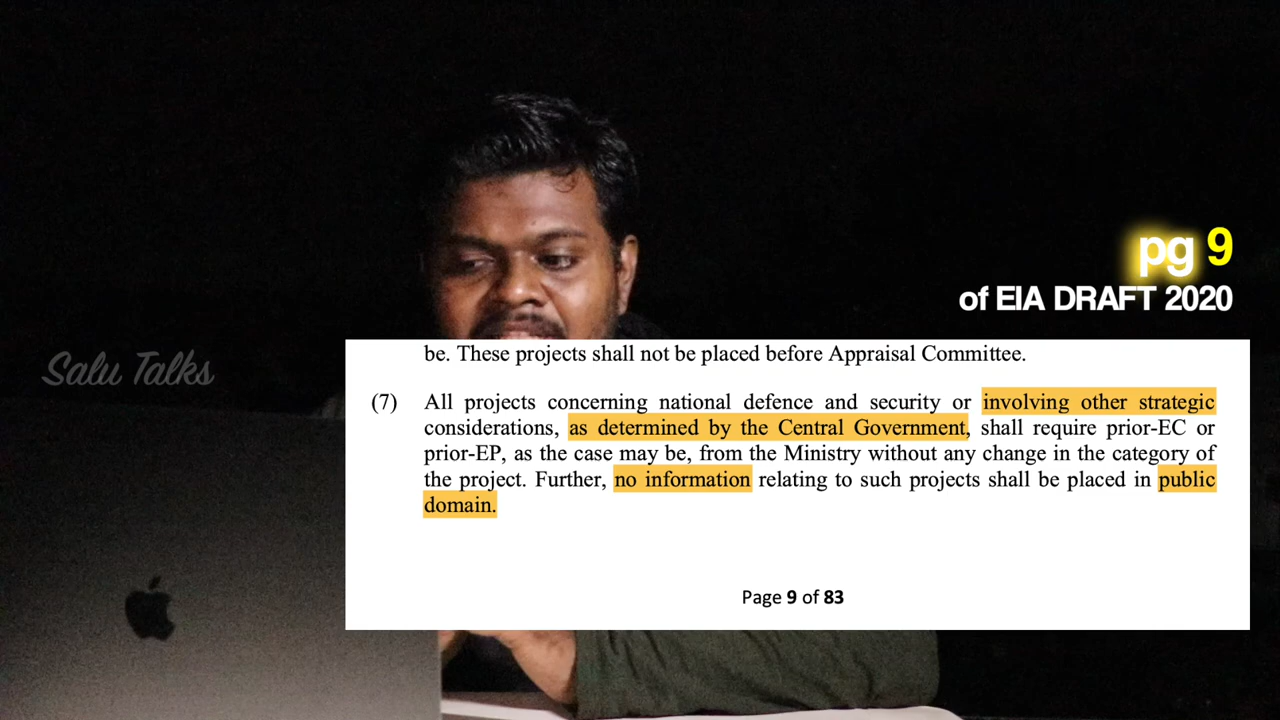 pg 9
of EIA DRAFT 2020
Salu Talks
be. These projects shall not be placed before Appraisal Committee.
(7) All projects concerning national defence and security or involving other strategic
considerations, as determined by the Central Government, shall require prior-EC or
prior-EP, as the case may be, from the Ministry without any change in the category of
the project. Further, no information relating to such projects shall be placed in public
domain.
Page 9 of 83